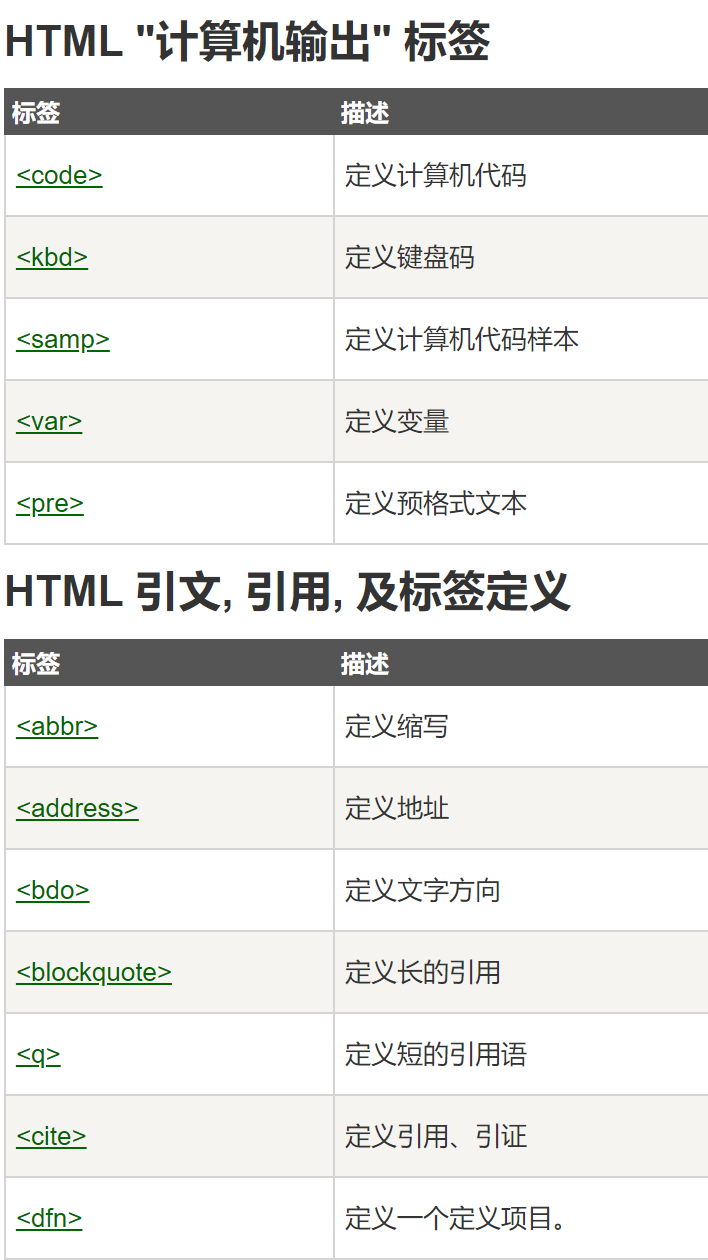 HTML "计算机输出" 标签
标签 描述
<code> 定义计算机代码
<kbd> 定义键盘码
<samp> 定义计算机代码样本
<var> 定义变量
<pre> 定义预格式文本
HTML 引文, 引用, 及标签定义
标签 描述
<abbr> 定义缩写
<address> 定义地址
<bdo> 定义文字方向
<blockquote> 定义长的引用
<q> 定义短的引用语
<cite> 定义引用、引证
<dfn> 定义一个定义项目。